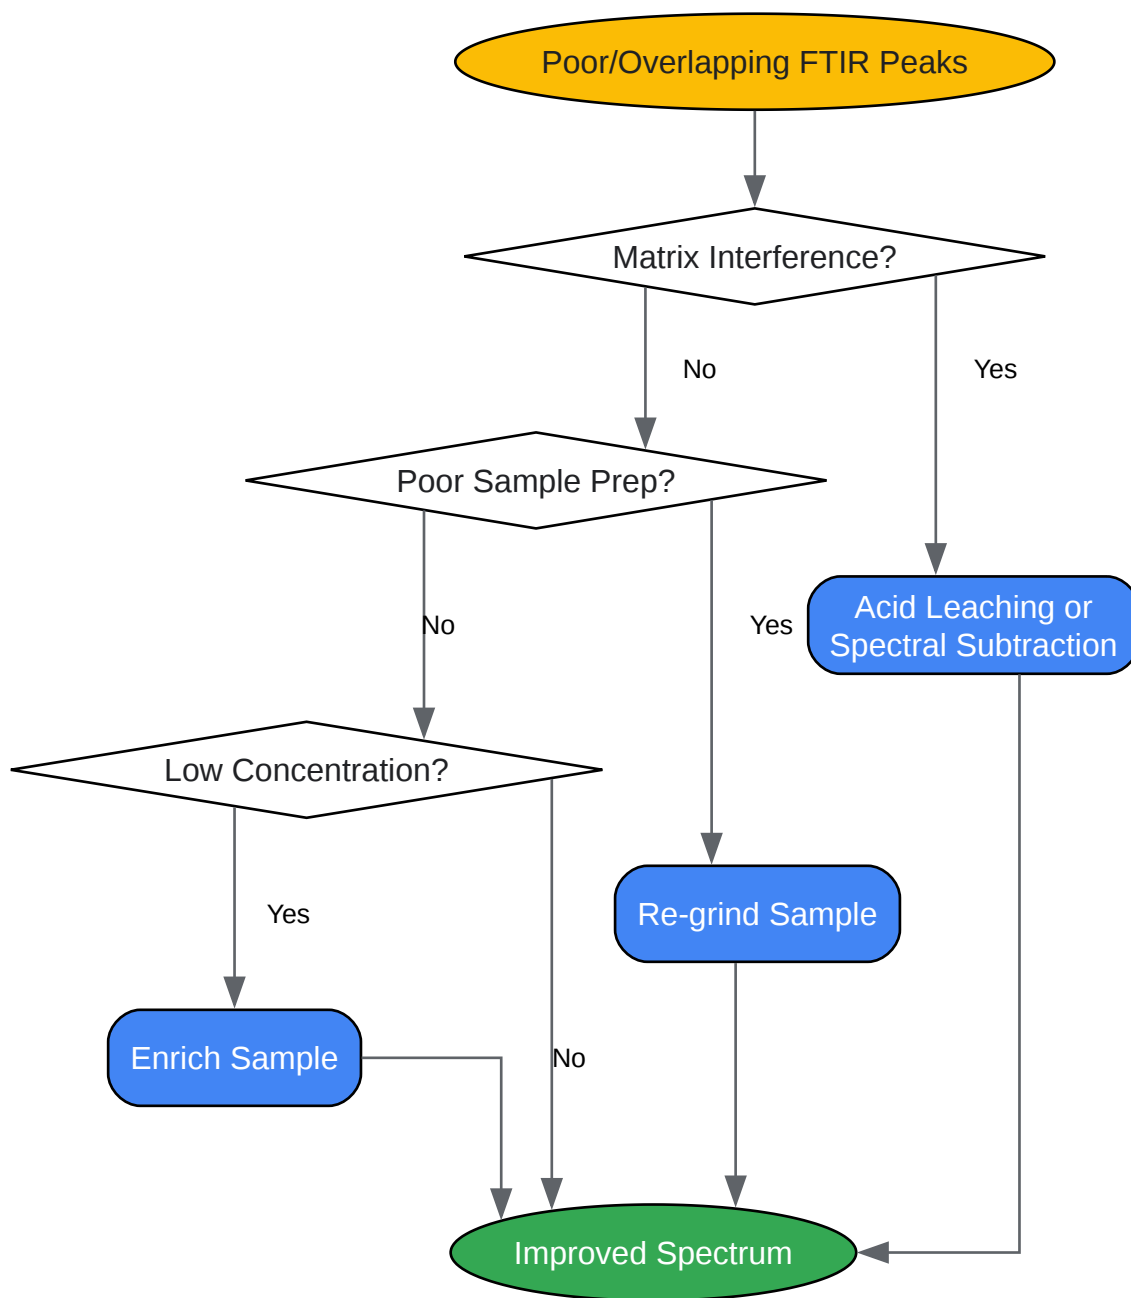 Poor/Overlapping FTIR Peaks
Matrix Interference?
No
Yes
Poor Sample Prep?
No
Yes
Acid Leaching or
Spectral Subtraction
Low Concentration?
Yes
Re-grind Sample
Enrich Sample
No
Improved Spectrum